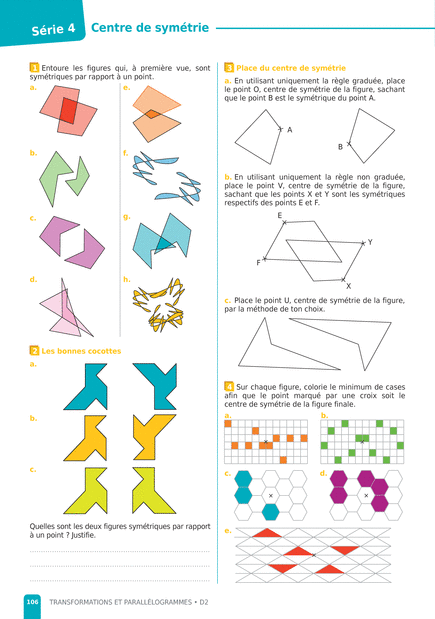 Série 4
Centre de symétrie
1 Entoure les figures qui, à première vue, sont
symétriques par rapport à un point.
a.
e.
b.
f.
c.
g.
d.
h.
2 Les bonnes cocottes
a.
b.
c.
Quelles sont les deux figures symétriques par rapport
à un point ? Justifie.
3 Place du centre de symétrie
a. En utilisant uniquement la règle graduée, place
le point O, centre de symétrie de la figure, sachant
que le point B est le symétrique du point A.
A
B
b. En utilisant uniquement la règle non graduée,
place le point V, centre de symétrie de la figure,
sachant que les points X et Y sont les symétriques
respectifs des points E et F.
E
Y
F
X
c. Place le point U, centre de symétrie de la figure,
par la méthode de ton choix.
4 Sur chaque figure, colorie le minimum de cases
afin que le point marqué par une croix soit le
centre de symétrie de la figure finale.
a.
b.
c.
d.
e.
106 TRANSFORMATIONS ET PARALLÉLOGRAMMES • D2